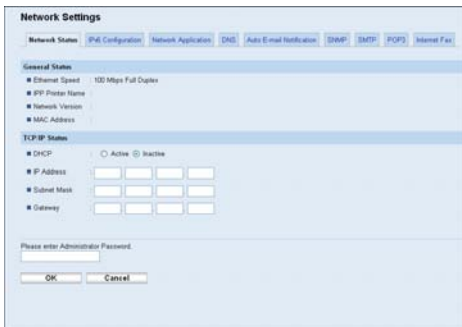 Network Settings
Network Status IPv6 Configuration Network Application DNS Auto E-mail Notification SNMP SMTP POP3 Internet Fax
General Status
Ethernet Speed : 100 Mbps Full Duplex
IPP Printer Name :
Network Version :
MAC Address :
TCP/IP Status
DHCP : Active Inactive
IP Address :
Subnet Mask :
Gateway :
Please enter Administrator Password.
OK Cancel